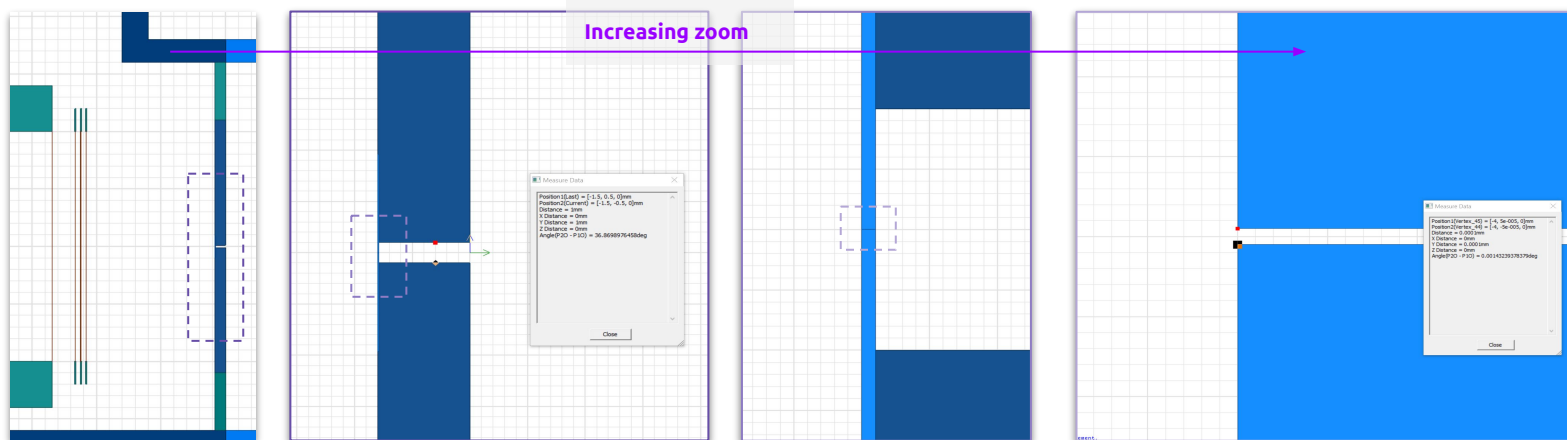 Increasing zoom
Measure Data
Position1(Last) = [-1.5, 0.5, 0]mm
Position2(Current) = [-1.5, -0.5, 0]mm
Distance = 1mm
X Distance = 0mm
Y Distance = 1mm
Z Distance = 0mm
Angle(P2O - P1O) = 36.8698976458deg
Close
Measure Data
Position1(Vertex_45) = [-4, 5e-005, 0]mm
Position2(Vertex_44) = [-4, -5e-005, 0]mm
Distance = 0.0001mm
X Distance = 0mm
Y Distance = 0.0001mm
Z Distance = 0mm
Angle(P2O - P1O) = 0.00143239378379deg
Close